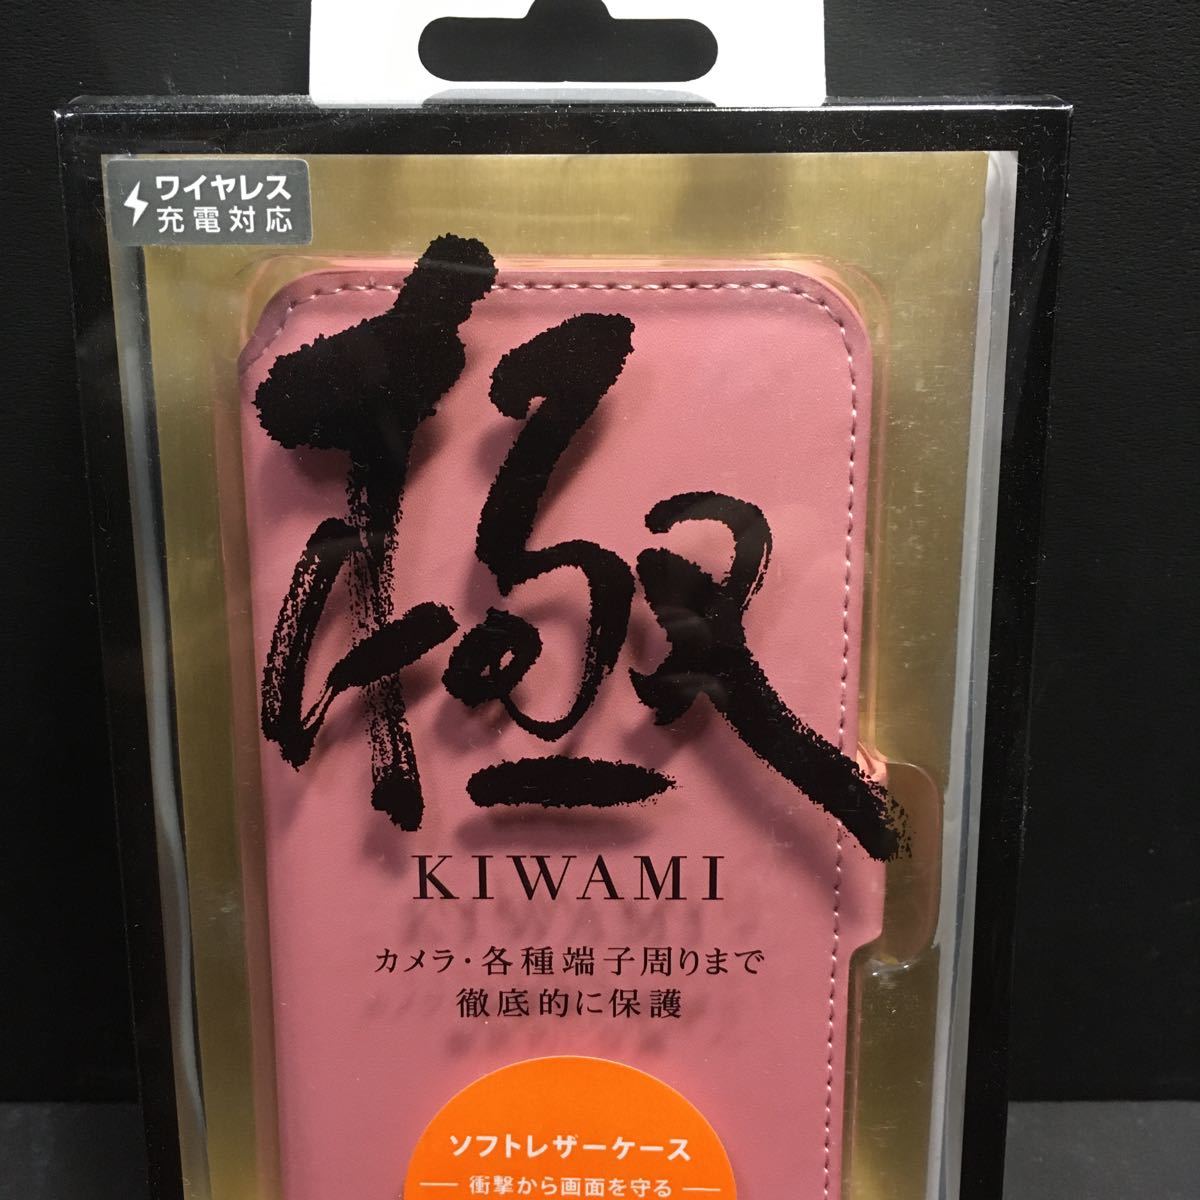 ワイヤレス
充電対応
極
KIWAMI
カメラ・各種端子周りまで
徹底的に保護
ソフトレザーケース
衝撃から画面を守る